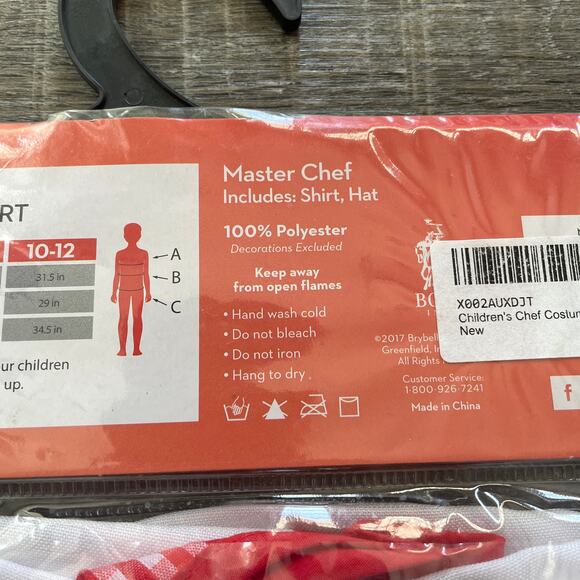 RT
10-12
31.5 in
29 in
34.5 in
A
B
C
ur children
up.
Master Chef
Includes: Shirt, Hat
100% Polyester
Decorations Excluded
Keep away
from open flames
• Hand wash cold
• Do not bleach
• Do not iron
• Hang to dry
BO
©2017 Brybell
Greenfield, In
All Rights
Customer Service:
1-800-926-7241
Made in China
X002AUXDJT
Children's Chef Costum
New
f